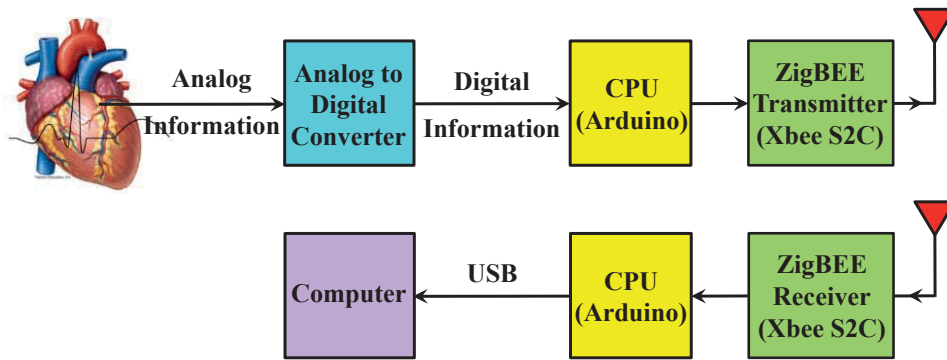 Analog
Information
Analog to
Digital
Converter
Digital
Information
CPU
(Arduino)
ZigBEE
Transmitter
(Xbee S2C)
Computer
USB
CPU
(Arduino)
ZigBEE
Receiver
(Xbee S2C)